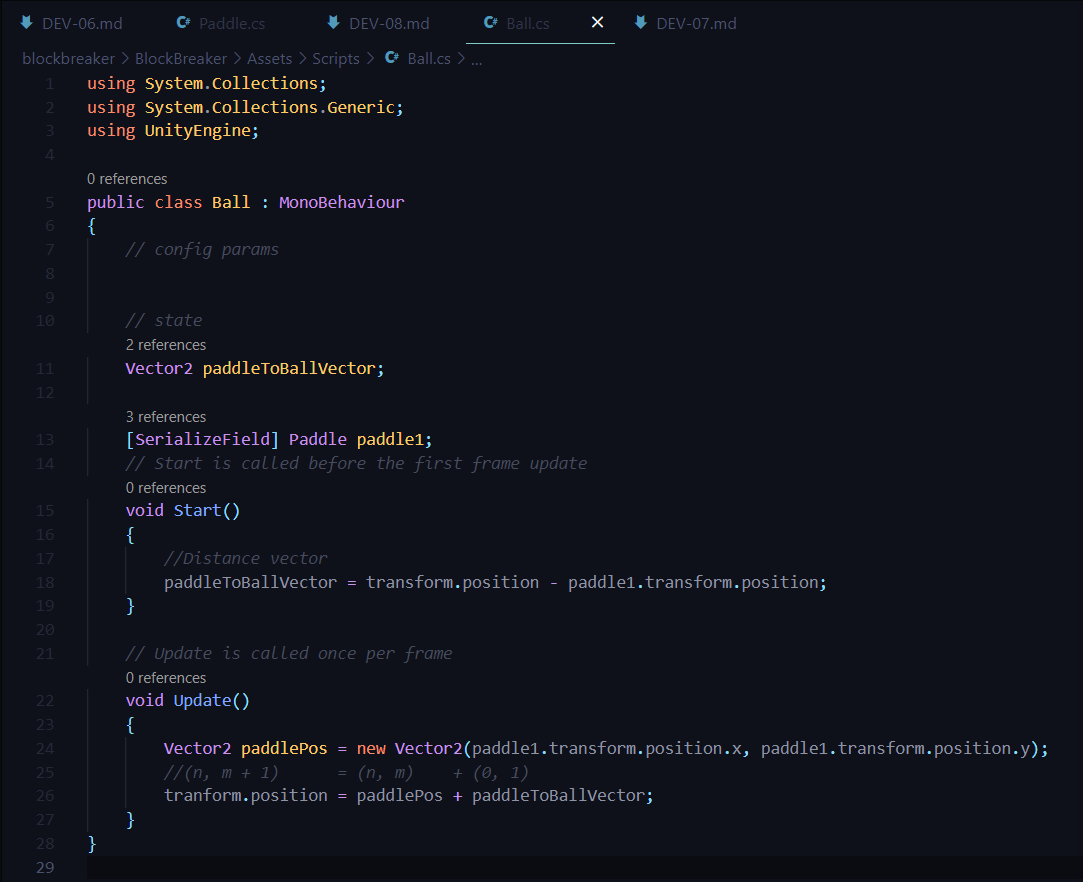 DEV-06.md Paddle.cs DEV-08.md Ball.cs × DEV-07.md
blockbreaker > BlockBreaker > Assets > Scripts > Ball.cs > ...
1 using System.Collections;
2 using System.Collections.Generic;
3 using UnityEngine;
4
0 references
5 public class Ball : MonoBehaviour
6 {
7 // config params
8
9
10 // state
2 references
11 Vector2 paddleToBallVector;
12
3 references
13 [SerializeField] Paddle paddle1;
14 // Start is called before the first frame update
0 references
15 void Start()
16 {
17 //Distance vector
18 paddleToBallVector = transform.position - paddle1.transform.position;
19 }
20
21 // Update is called once per frame
0 references
22 void Update()
23 {
24 Vector2 paddlePos = new Vector2(paddle1.transform.position.x, paddle1.transform.position.y);
25 //(n, m + 1) = (n, m) + (0, 1)
26 tranform.position = paddlePos + paddleToBallVector;
27 }
28 }
29